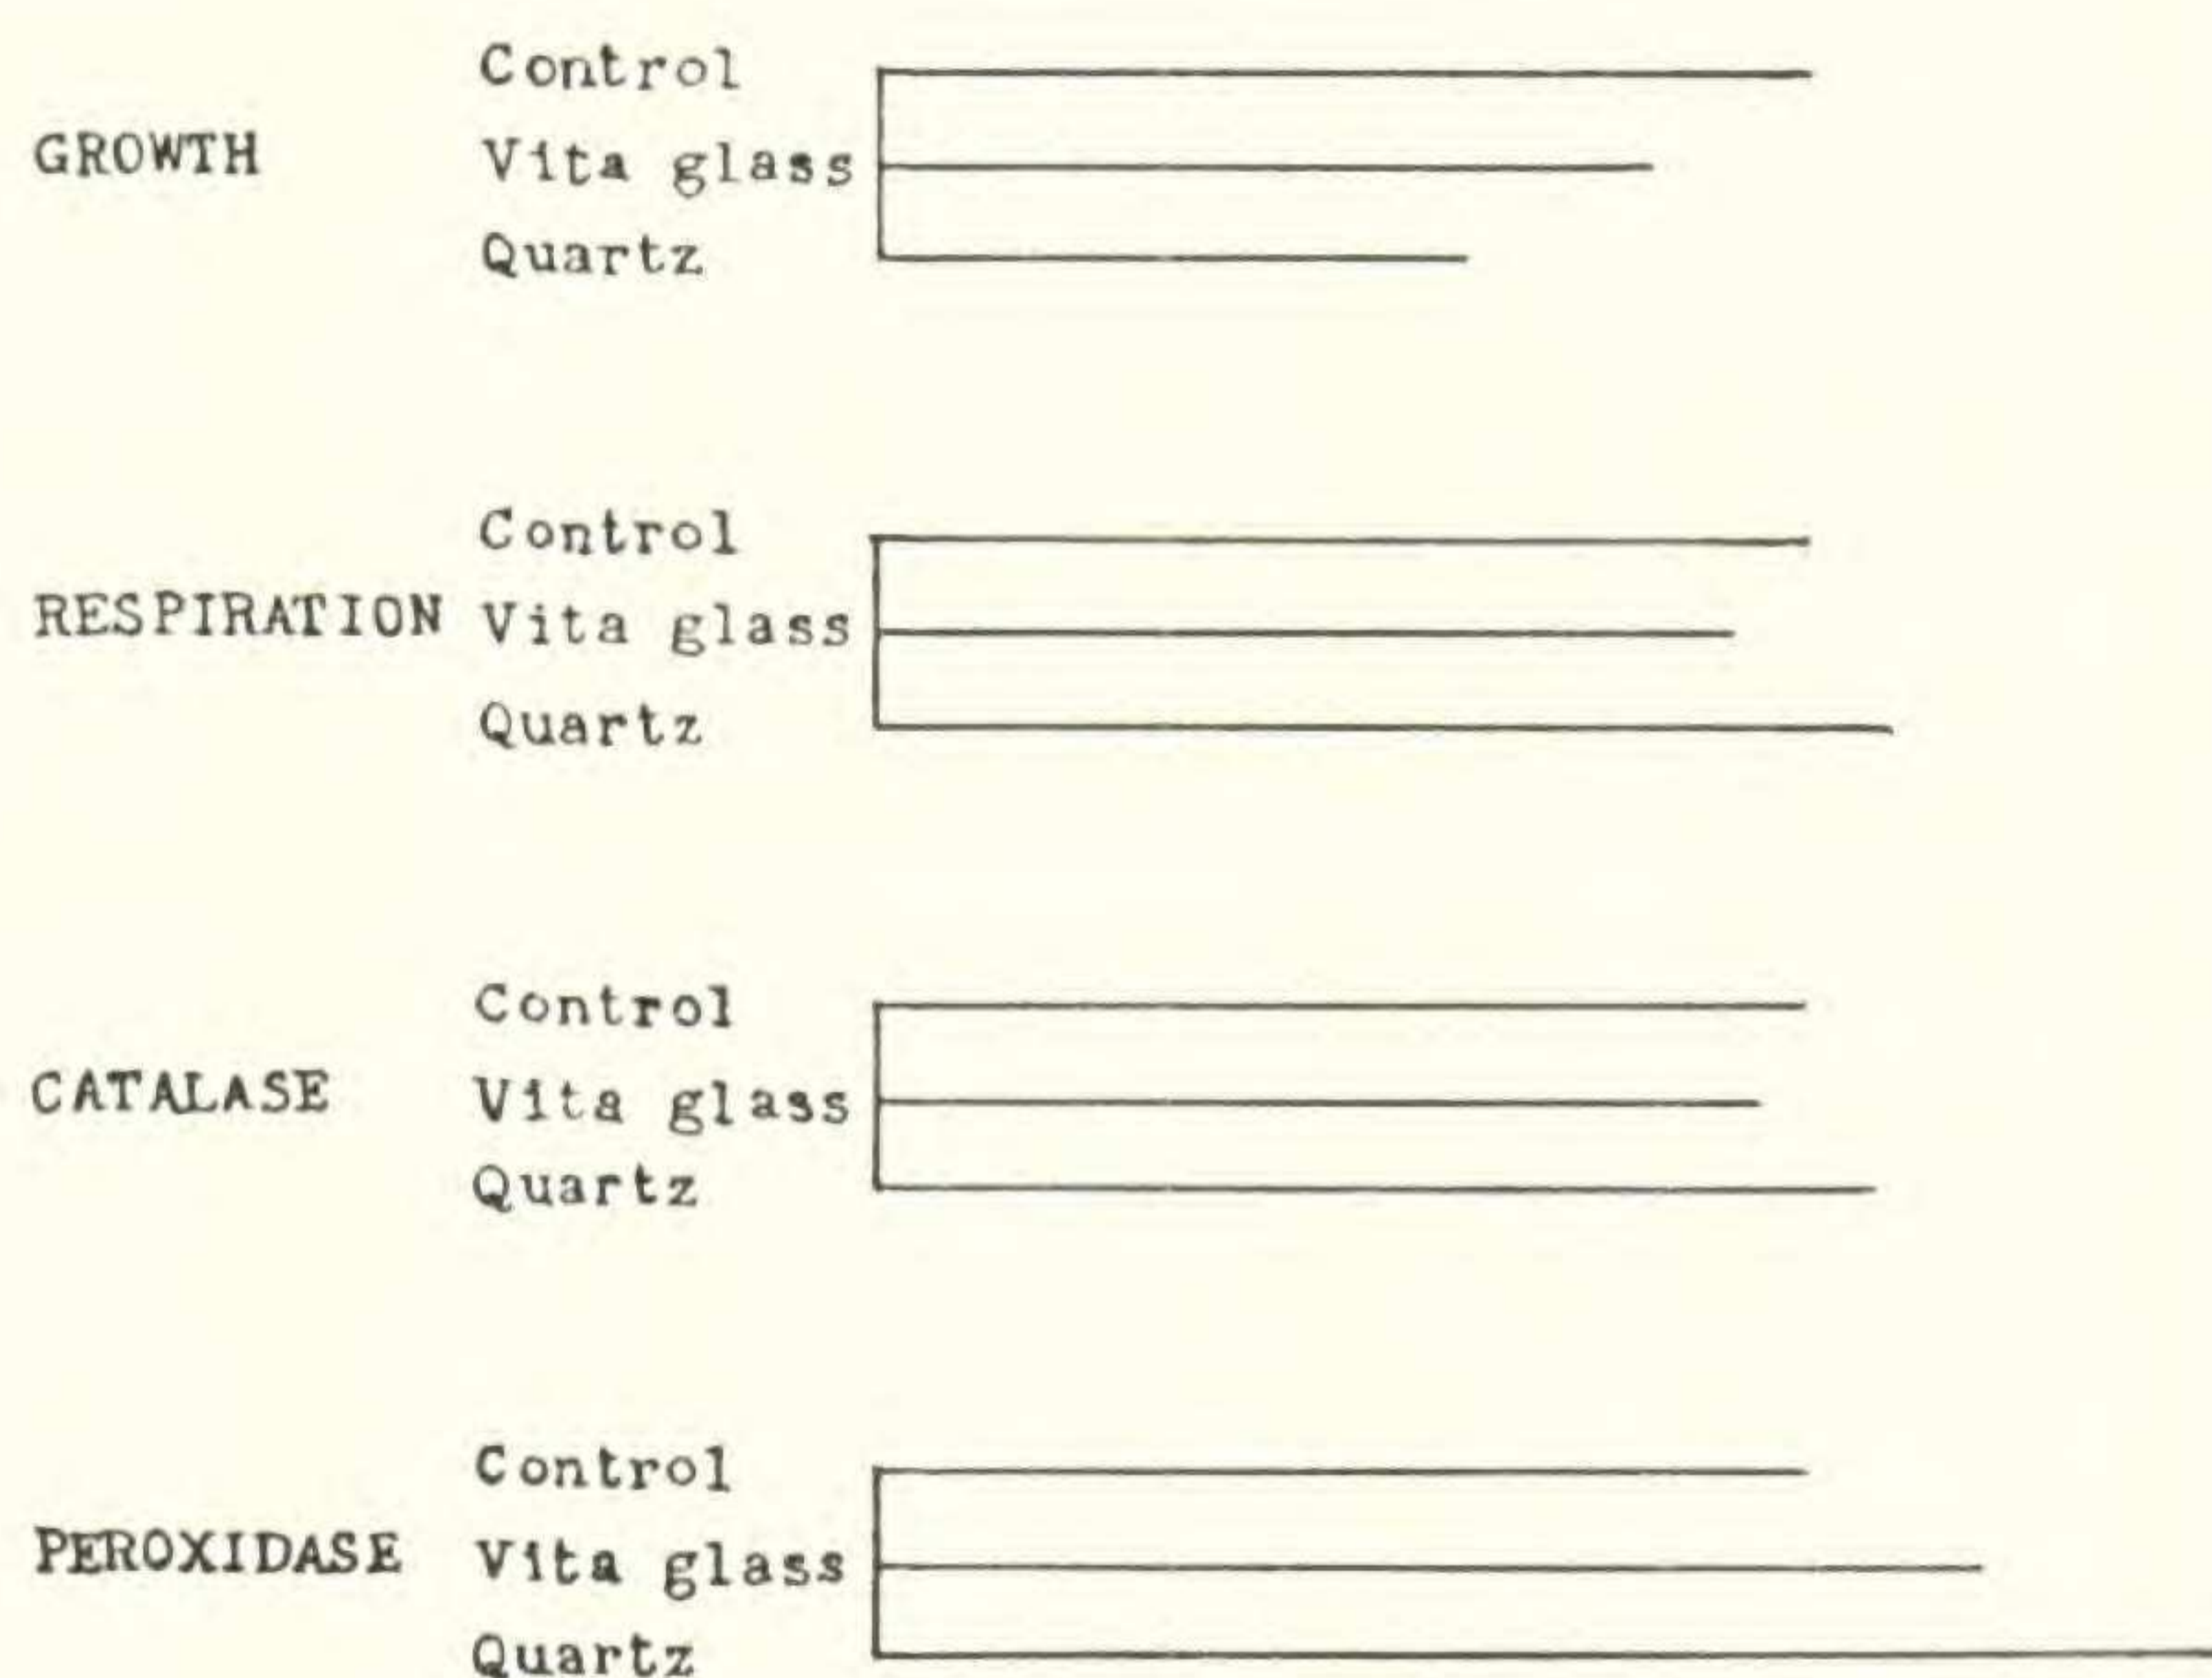 Control
GROWTH Vita glass
Quartz
Control
RESPIRATION Vita glass
Quartz
Control
CATALASE Vita glass
Quartz
Control
PEROXIDASE Vita glass
Quartz